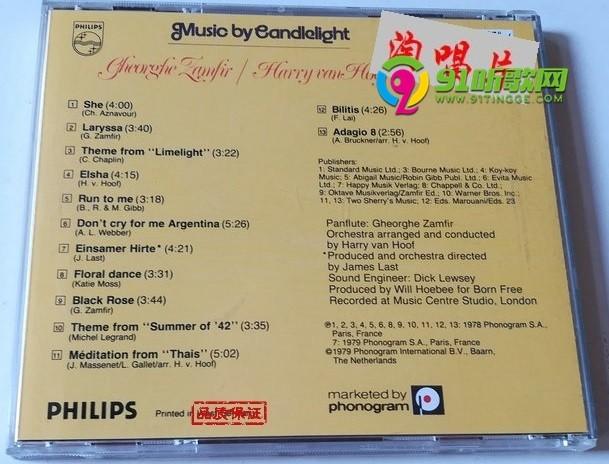 PHILIPS
Music by Candlelight
淘唱片
Gheorghe Zamfir / Harry van
91听歌网
WWW.91TINGGE.COM
1 She (4:00)
(Ch. Aznavour)
2 Laryssa (3:40)
(G. Zamfir)
3 Theme from "Limelight" (3:22)
(C. Chaplin)
4 Elsha (4:15)
(H. v. Hoof)
5 Run to me (3:18)
(B., R. & M. Gibb)
6 Don't cry for me Argentina (5:26)
(A. L. Webber)
7 Einsamer Hirte* (4:21)
(J. Last)
8 Floral dance (3:31)
(Katie Moss)
9 Black Rose (3:44)
(G. Zamfir)
10 Theme from "Summer of '42" (3:35)
(Michel Legrand)
11 Méditation from "Thais" (5:02)
(J. Massenet/L. Gallet/arr. H. v. Hoof)
12 Bilitis (4:26)
(F. Lai)
13 Adagio 8 (2:56)
(A. Bruckner/arr. H. v. Hoof)
Publishers:
1: Standard Music Ltd.; 3: Bourne Music Ltd.; 4: Koy-koy
Music; 5: Abigail Music/Robin Gibb Publ. Ltd.; 6: Evita Music
Ltd.; 7: Happy Musik Verlag; 8: Chappell & Co. Ltd.;
9: Oktave Musikverlag/Zamfir Ed.; 10: Warner Bros. Inc.;
11, 13: Two Sherry's Music; 12: Eds. Marouani/Eds. 23
Panflute: Gheorghe Zamfir
Orchestra arranged and conducted
by Harry van Hoof
*Produced and orchestra directed
by James Last
Sound Engineer: Dick Lewsey
Produced by Will Hoebee for Born Free
Recorded at Music Centre Studio, London
℗1, 2, 3, 4, 5, 6, 8, 9, 10, 11, 12, 13: 1978 Phonogram S.A.,
Paris, France
7: 1979 Phonogram S.A., Paris, France
©1979 Phonogram International B.V., Baarn,
The Netherlands
PHILIPS
Printed in
品质保证
marketed by
phonogram